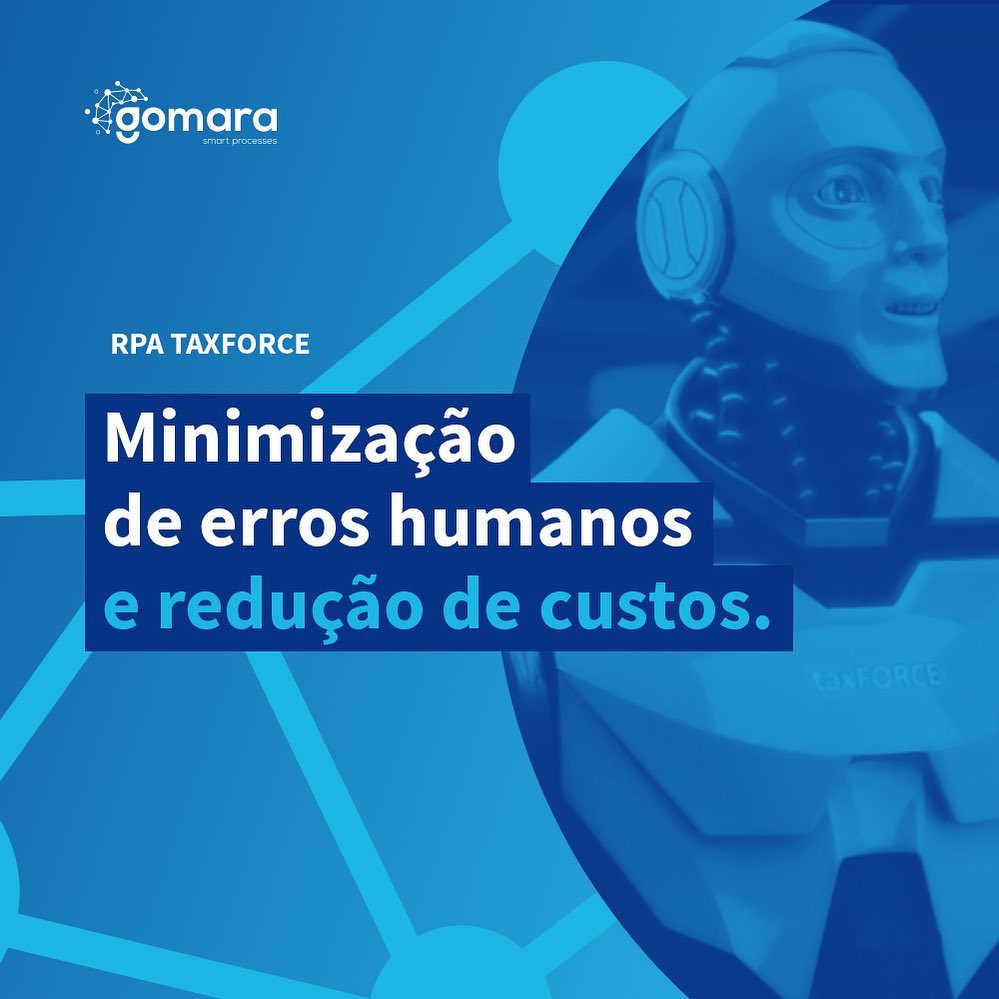 gomara
smart processes
RPA TAXFORCE
Minimização
de erros humanos
e redução de custos.
taxFORCE